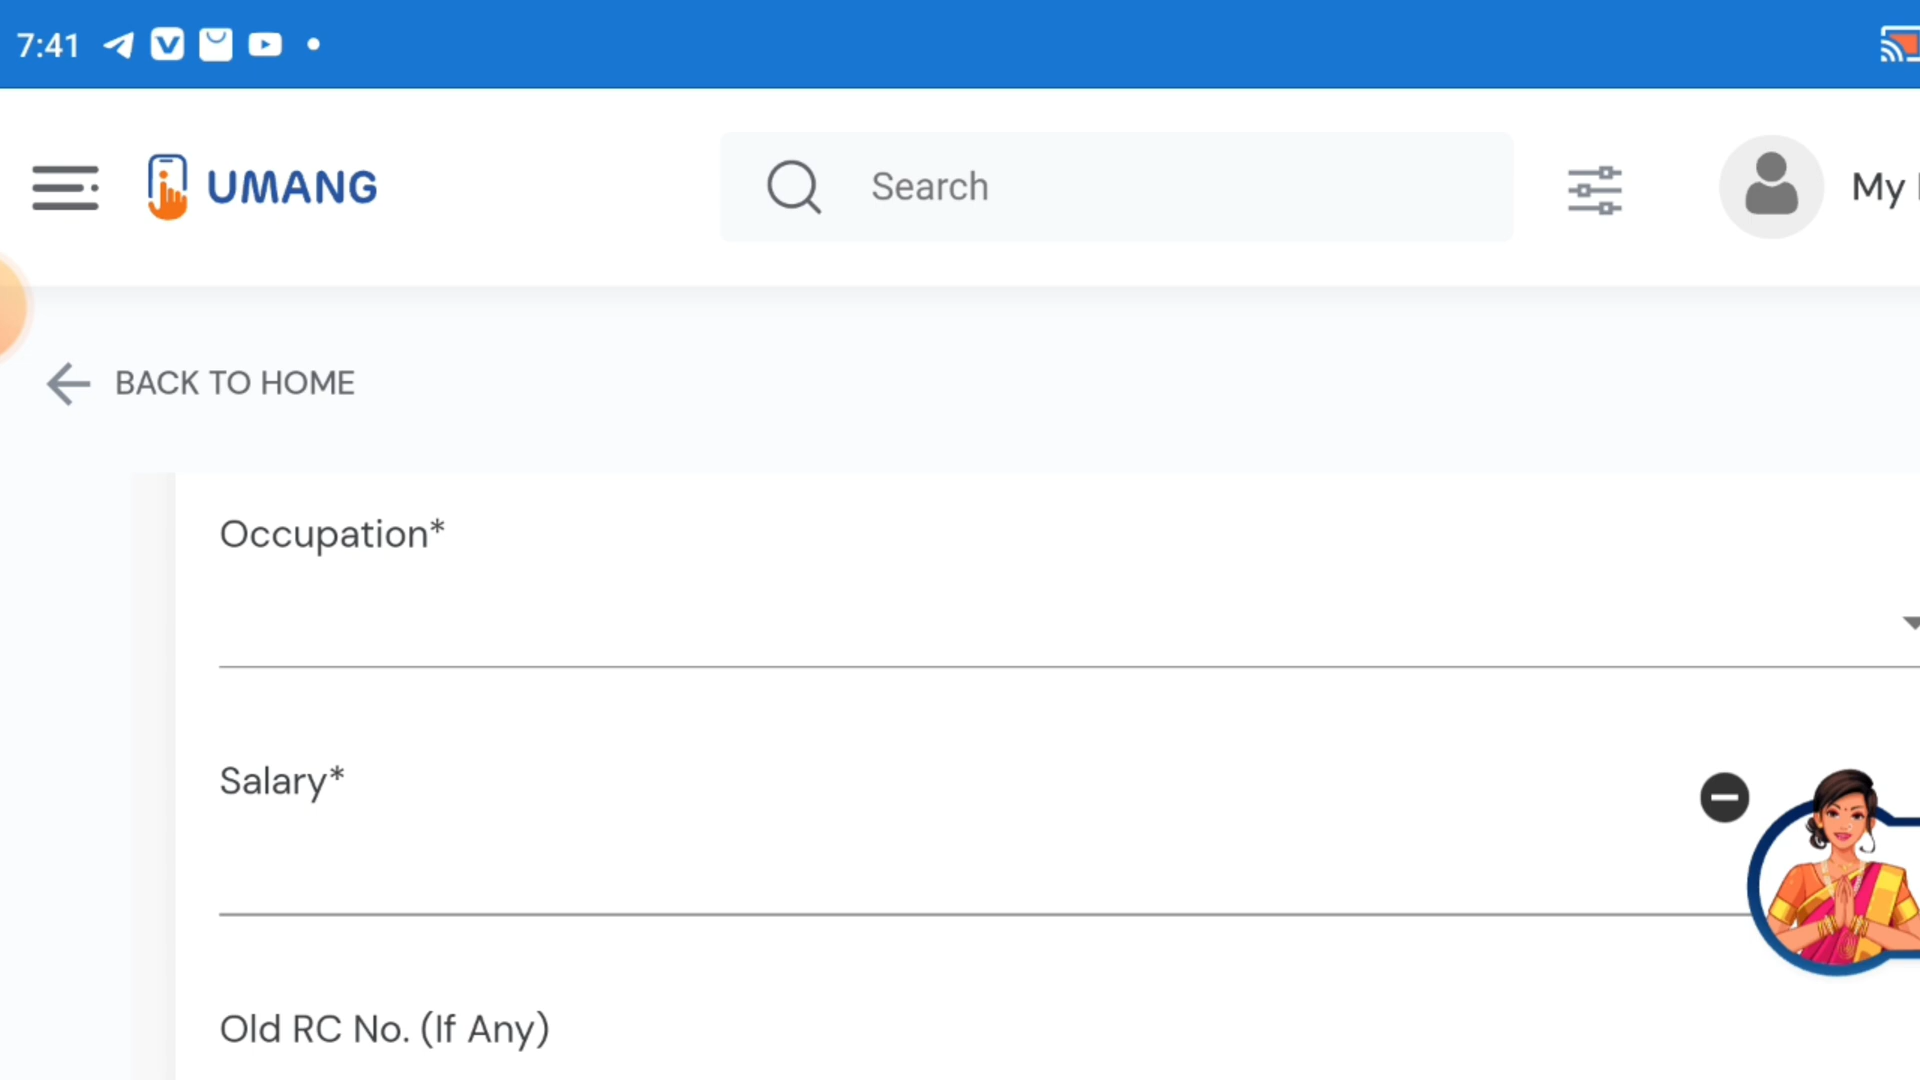 7:41
UMANG
Search
My
BACK TO HOME
Occupation*
Salary*
Old RC No. (If Any)